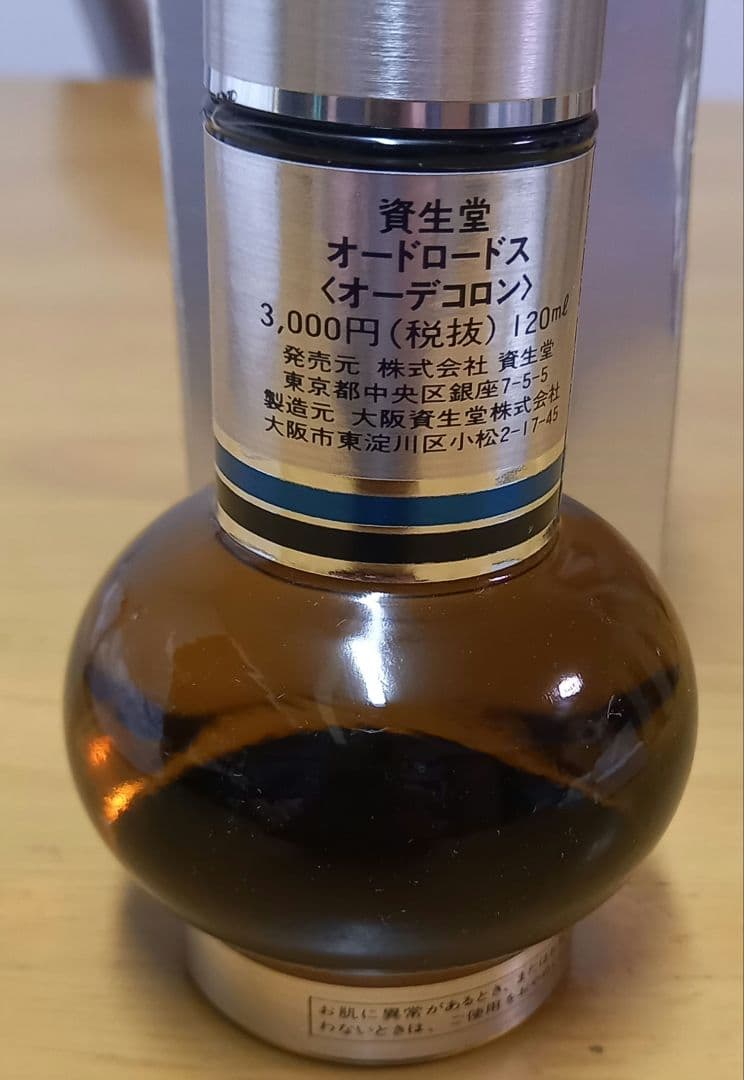 資生堂
オードロードス
〈オーデコロン〉
3,000円(税抜) 120mℓ
発売元 株式会社 資生堂
東京都中央区銀座7-5-5
製造元 大阪資生堂株式会社
大阪市東淀川区小松2-17-45
お肌に異常があるとき、または
わないときは、ご使用を